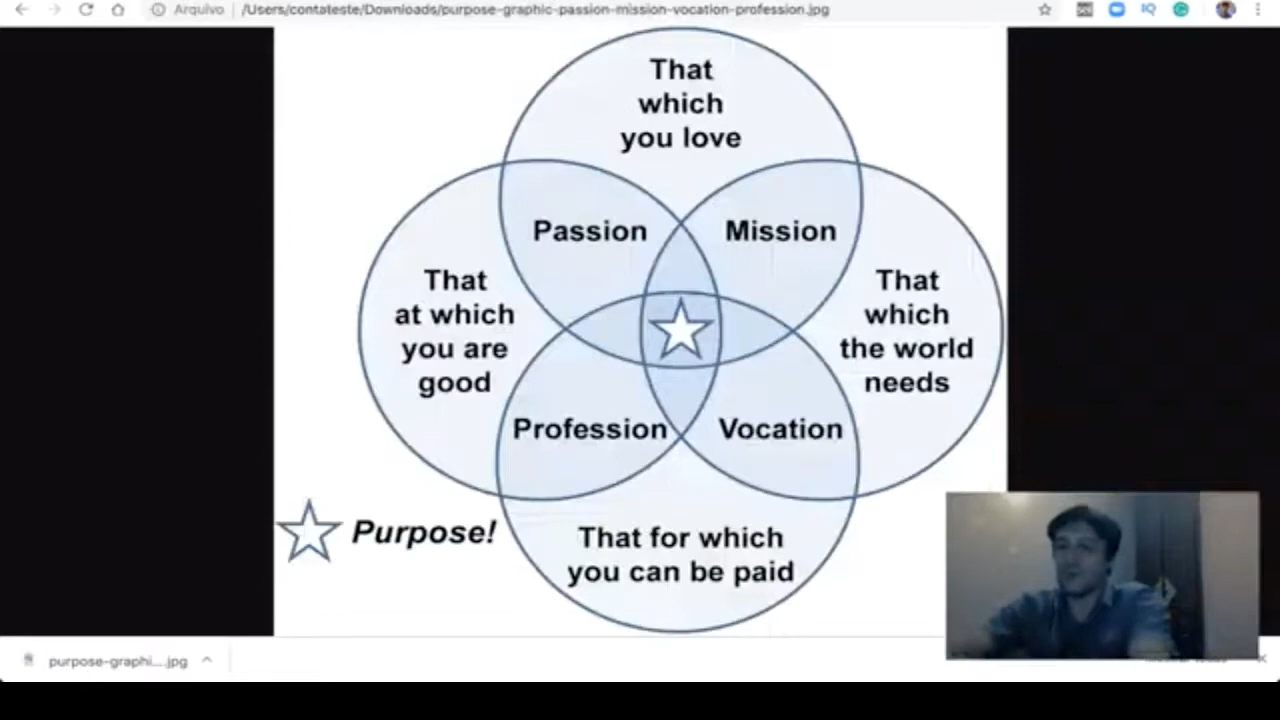 Arquivo /Users/contateste/Downloads/purpose-graphic-passion-mission-vocation-profession.jpg
That
which
you love
Passion
Mission
That
at which
you are
good
That
which
the world
needs
Profession
Vocation
Purpose!
That for which
you can be paid
purpose-graphi....jpg